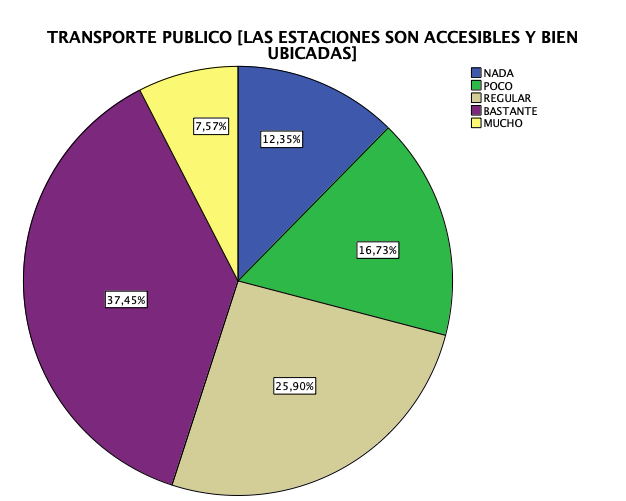 TRANSPORTE PUBLICO [LAS ESTACIONES SON ACCESIBLES Y BIEN
UBICADAS]
NADA
POCO
REGULAR
BASTANTE
MUCHO
7,57%
12,35%
16,73%
37,45%
25,90%